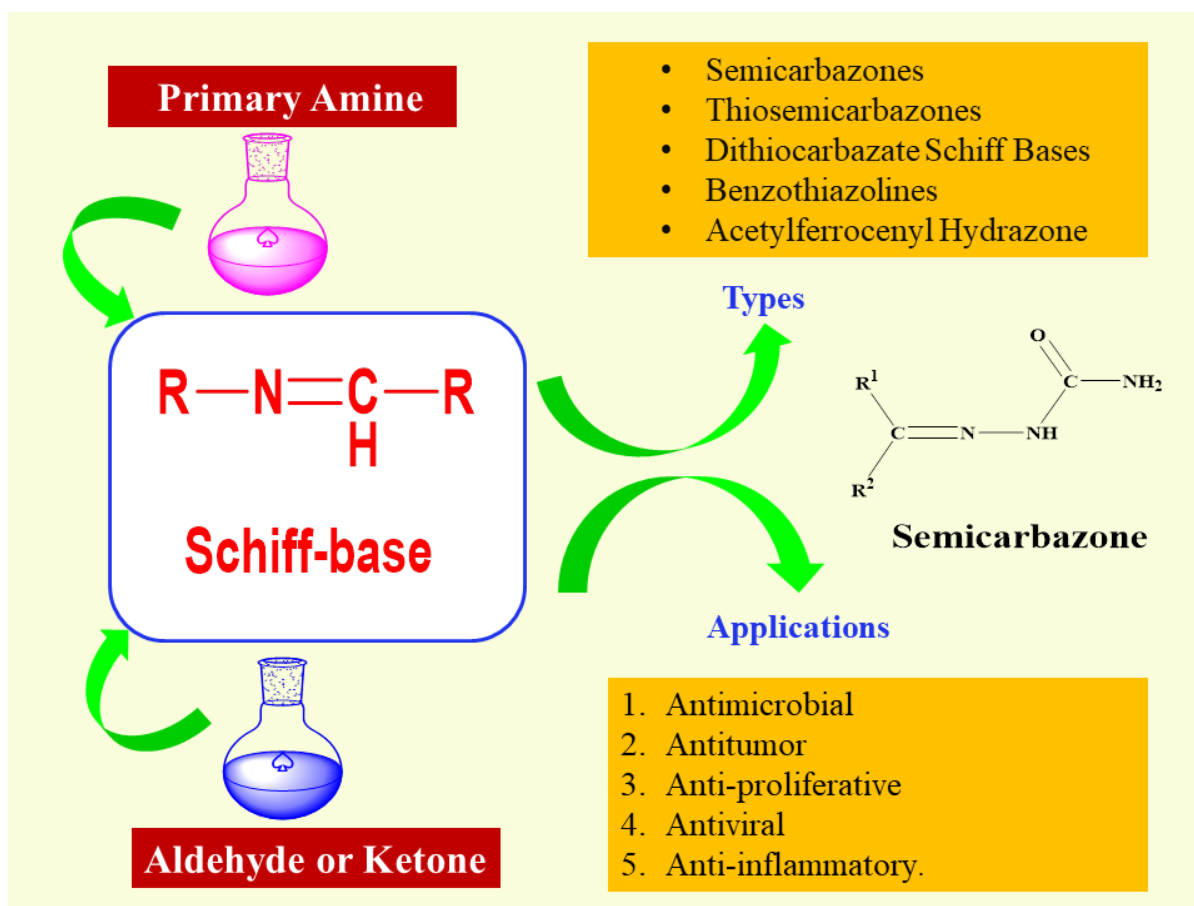 Primary Amine
R—N=C—R
H
Schiff-base
Aldehyde or Ketone
• Semicarbazones
• Thiosemicarbazones
• Dithiocarbazate Schiff Bases
• Benzothiazolines
• Acetylferrocenyl Hydrazone
Types
O
R¹
C—NH₂
C=N—NH
R²
Semicarbazone
Applications
1. Antimicrobial
2. Antitumor
3. Anti-proliferative
4. Antiviral
5. Anti-inflammatory.